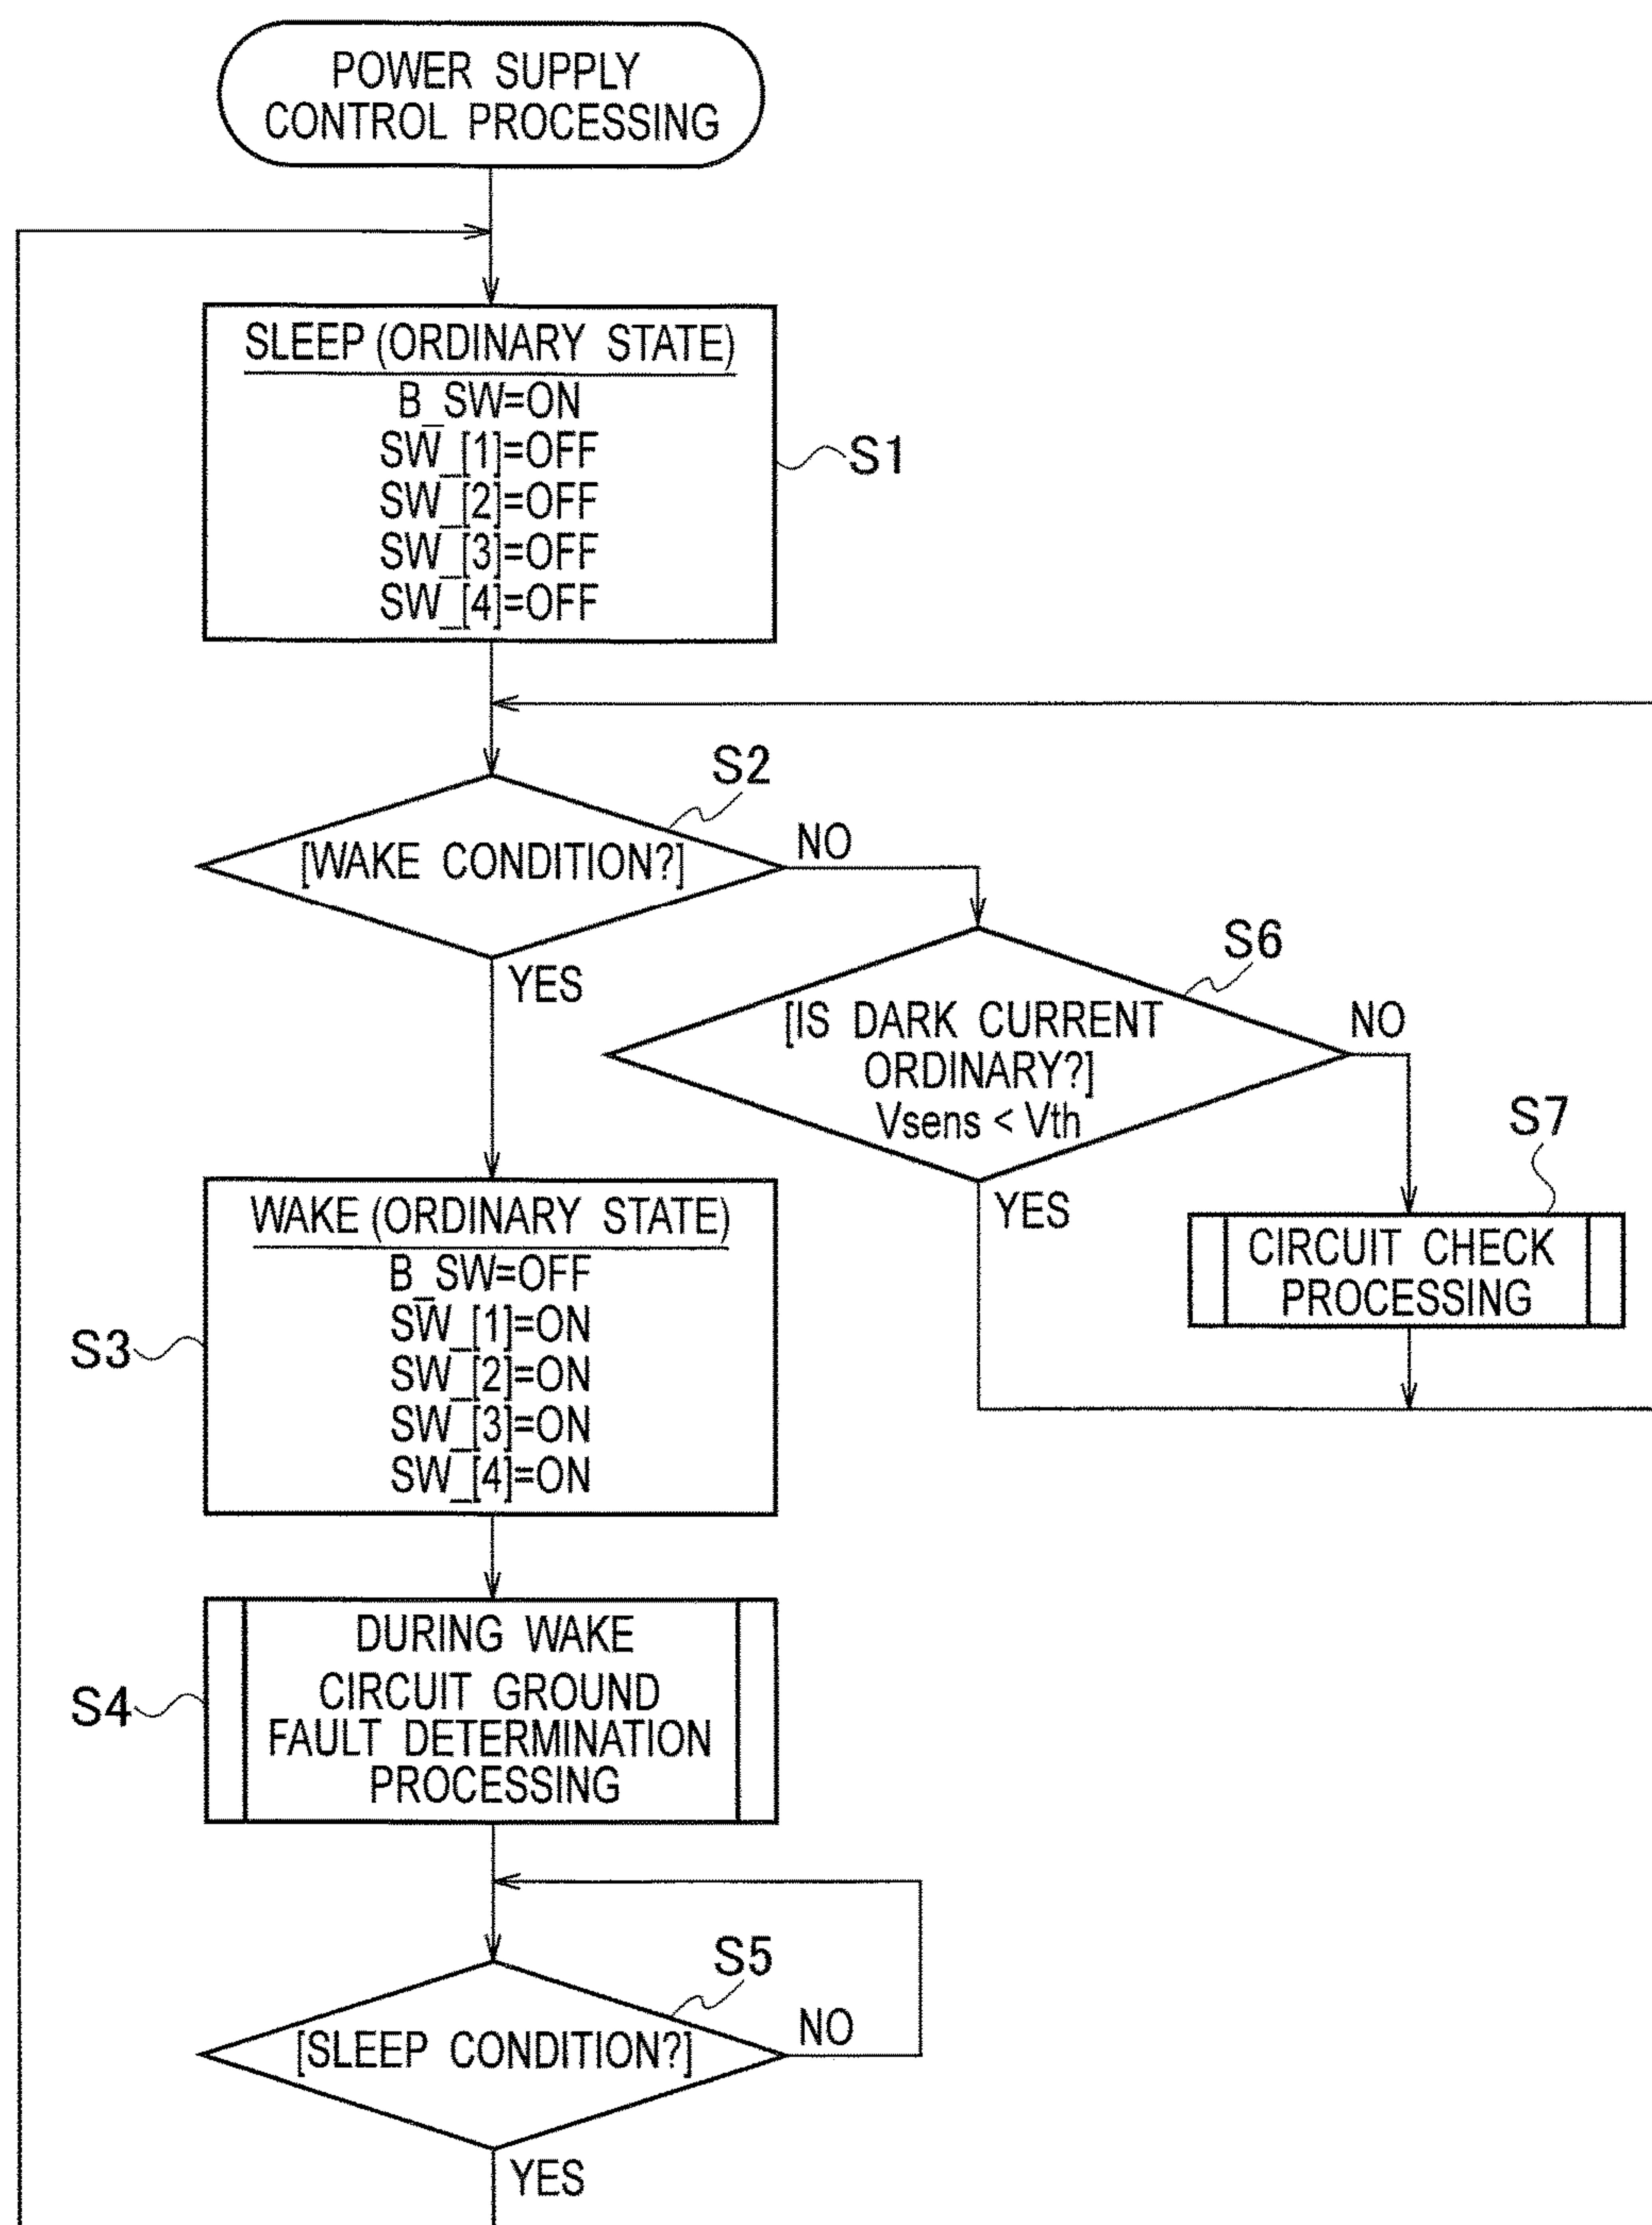 POWER SUPPLY
CONTROL PROCESSING
SLEEP (ORDINARY STATE)
B_SW=ON
SW_[1]=OFF
SW_[2]=OFF
SW_[3]=OFF
SW_[4]=OFF
S1
S2
[WAKE CONDITION?]
NO
YES
S6
[IS DARK CURRENT
ORDINARY?]
Vsens < Vth
NO
YES
S7
CIRCUIT CHECK
PROCESSING
WAKE (ORDINARY STATE)
B_SW=OFF
SW_[1]=ON
SW_[2]=ON
SW_[3]=ON
SW_[4]=ON
S3
DURING WAKE
CIRCUIT GROUND
FAULT DETERMINATION
PROCESSING
S4
S5
[SLEEP CONDITION?]
NO
YES